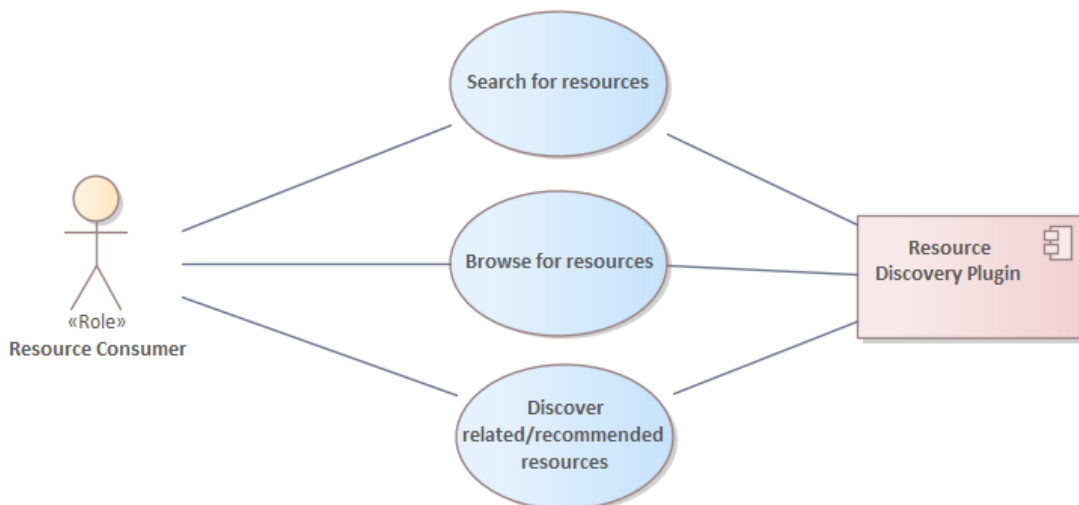 Search for resources
Browse for resources
Resource
Discovery Plugin
«Role»
Resource Consumer
Discover
related/recommended
resources